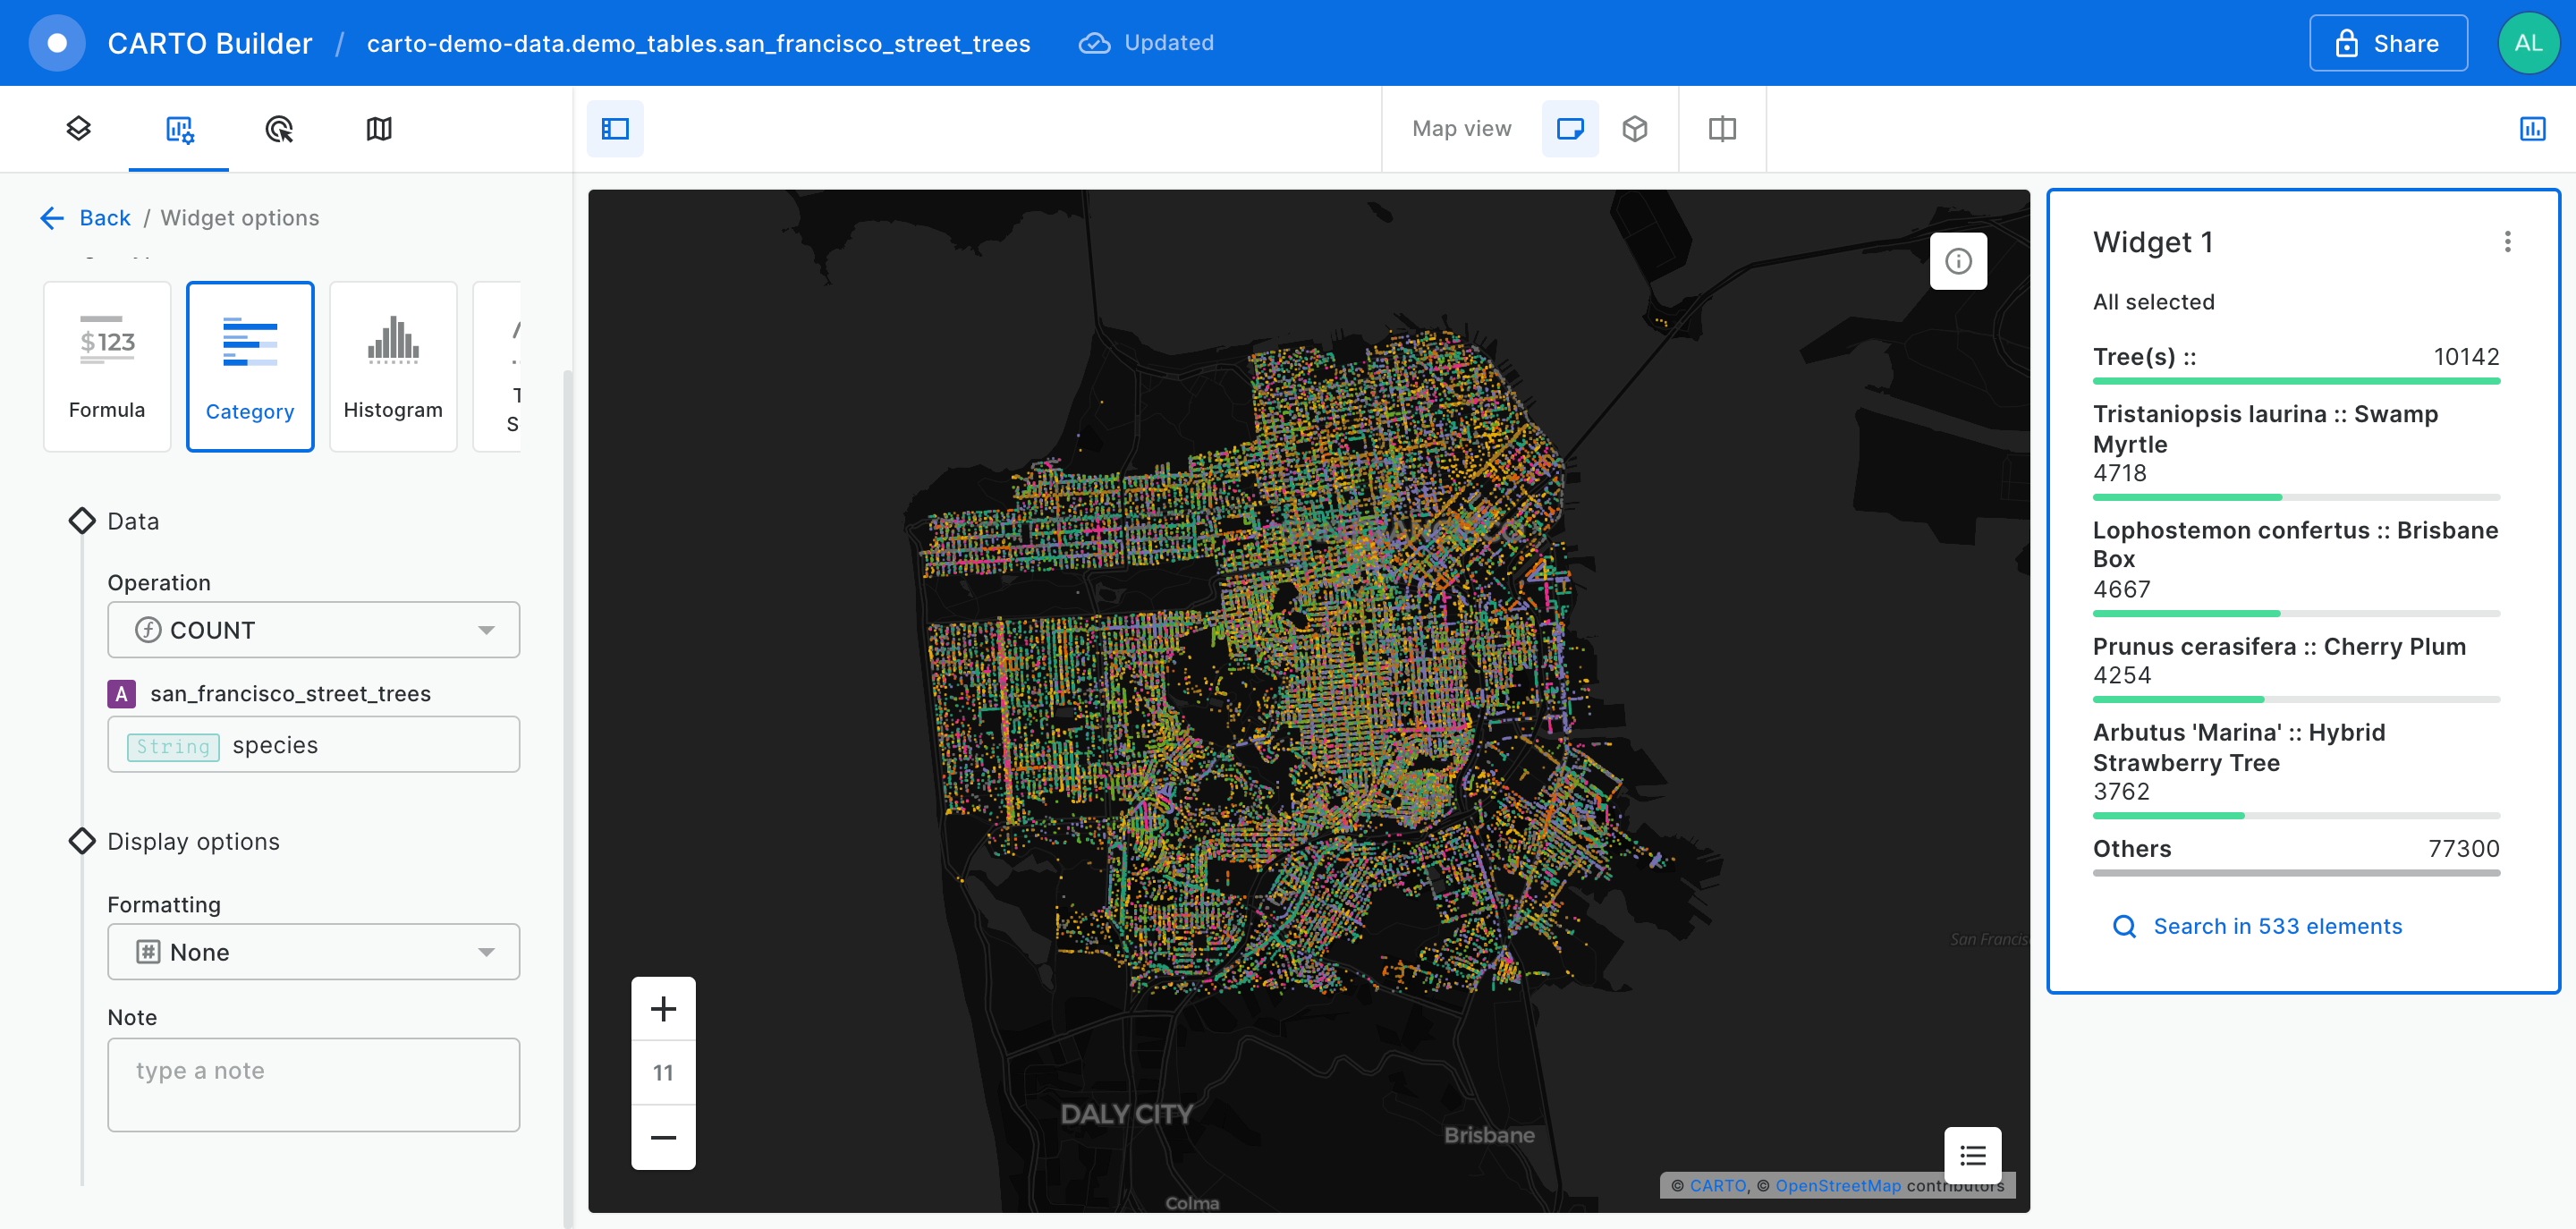 CARTO Builder / carto-demo-data.demo_tables.san_francisco_street_trees Updated
Share
AL
Map view
Back / Widget options
$123
Formula
Category
Histogram
T
S
Data
Operation
COUNT
A san_francisco_street_trees
String species
Display options
Formatting
# None
Note
type a note
+
11
−
DALY CITY
Brisbane
Colma
San Francis
© CARTO, © OpenStreetMap contributors
Widget 1
All selected
Tree(s) :: 10142
Tristaniopsis laurina :: Swamp
Myrtle
4718
Lophostemon confertus :: Brisbane
Box
4667
Prunus cerasifera :: Cherry Plum
4254
Arbutus 'Marina' :: Hybrid
Strawberry Tree
3762
Others 77300
Search in 533 elements